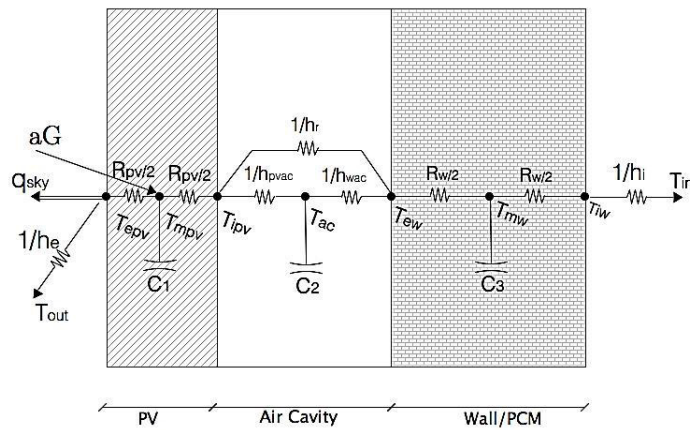 1/hr
aG
Rpv/2 Rpv/2 1/hpvac 1/hwac Rw/2 Rw/2 1/hi
qsky Tin
Tepv Tmpv Tipv Tac Tew Tmw Tiw
1/he
Tout
C1 C2 C3
PV Air Cavity Wall/PCM